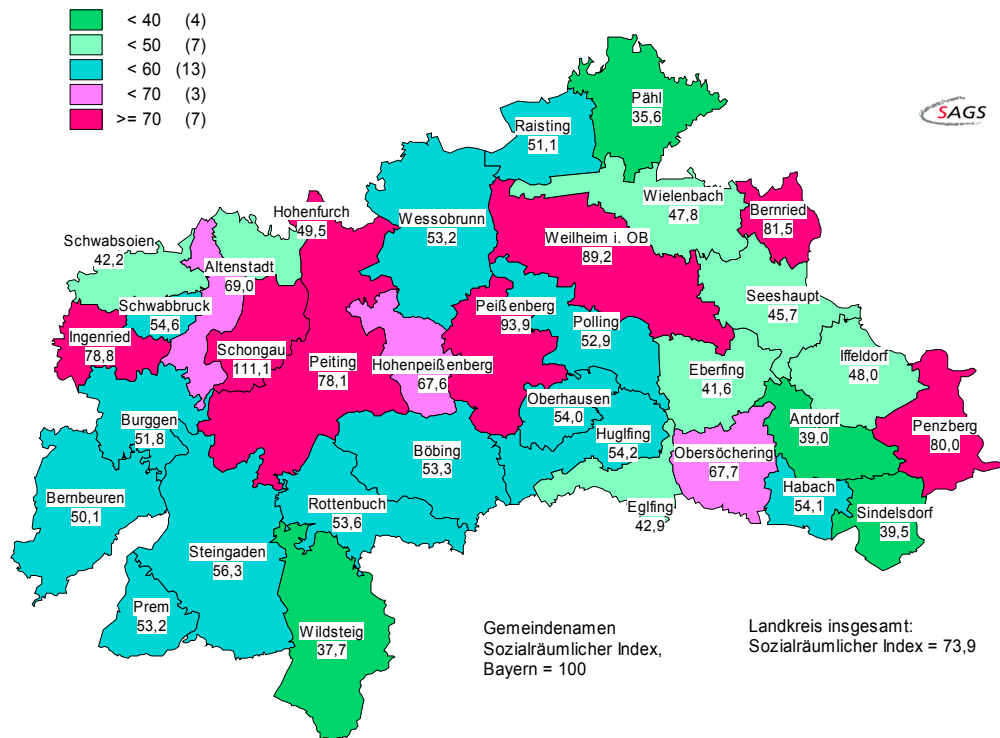 < 40 (4)
< 50 (7)
< 60 (13)
< 70 (3)
>= 70 (7)
SAGS
Pähl
35,6
Raisting
51,1
Wielenbach
47,8
Bernried
81,5
Hohenfurch
49,5
Wessobrunn
53,2
Weilheim i. OB
89,2
Schwabsoien
42,2
Altenstadt
69,0
Seeshaupt
45,7
Schwabbruck
54,6
Peißenberg
93,9
Polling
52,9
Ingenried
78,8
Schongau
111,1
Peiting
78,1
Hohenpeißenberg
67,6
Eberfing
41,6
Iffeldorf
48,0
Oberhausen
54,0
Antdorf
39,0
Penzberg
80,0
Burggen
51,8
Huglfing
54,2
Böbing
53,3
Obersöchering
67,7
Habach
54,1
Bernbeuren
50,1
Rottenbuch
53,6
Eglfing
42,9
Sindelsdorf
39,5
Steingaden
56,3
Prem
53,2
Wildsteig
37,7
Gemeindenamen
Sozialräumlicher Index,
Bayern = 100
Landkreis insgesamt:
Sozialräumlicher Index = 73,9